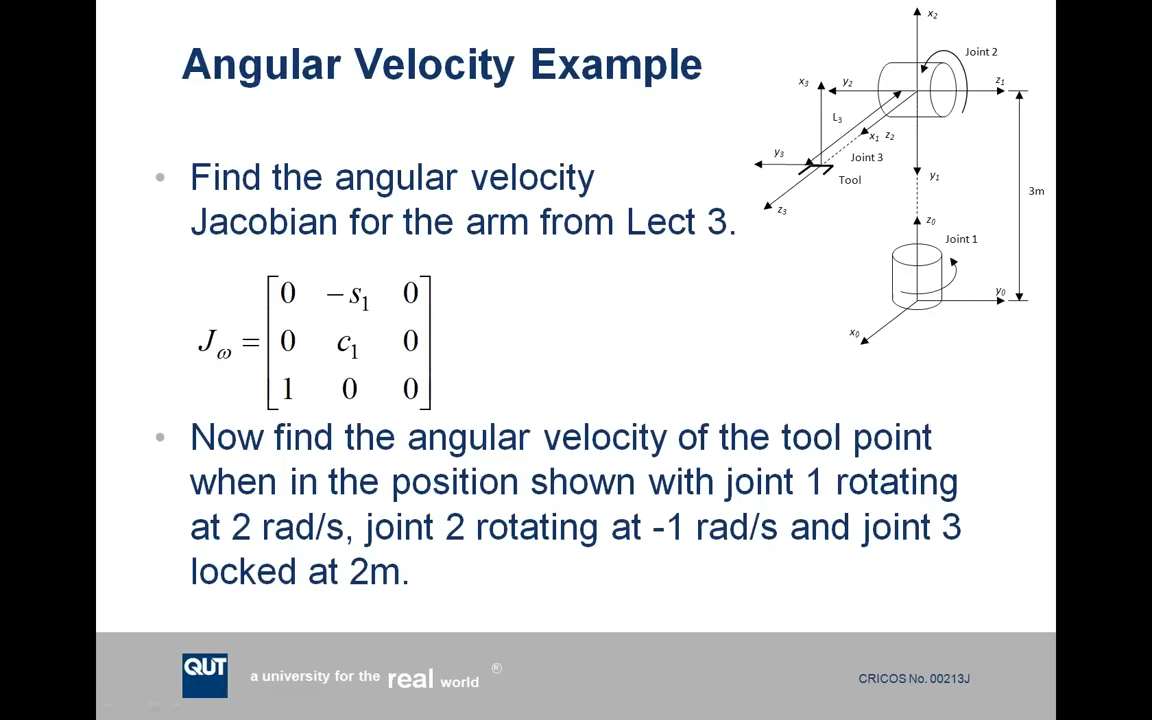 Angular Velocity Example
• Find the angular velocity
Jacobian for the arm from Lect 3.
J_ω = [ 0 −s₁ 0
0 c₁ 0
1 0 0 ]
• Now find the angular velocity of the tool point
when in the position shown with joint 1 rotating
at 2 rad/s, joint 2 rotating at -1 rad/s and joint 3
locked at 2m.
x₂
Joint 2
x₃
y₂
z₁
L₃
x₁ z₂
y₃
Joint 3
Tool
y₁
3m
z₃
z₀
Joint 1
y₀
x₀
QUT
a university for the real world ®
CRICOS No. 00213J